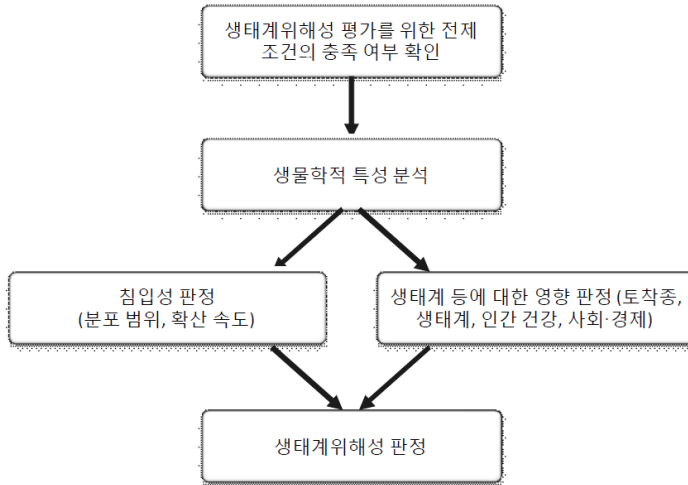 생태계위해성 평가를 위한 전제
조건의 충족 여부 확인
생물학적 특성 분석
침입성 판정
(분포 범위, 확산 속도)
생태계 등에 대한 영향 판정 (토착종,
생태계, 인간 건강, 사회·경제)
생태계위해성 판정